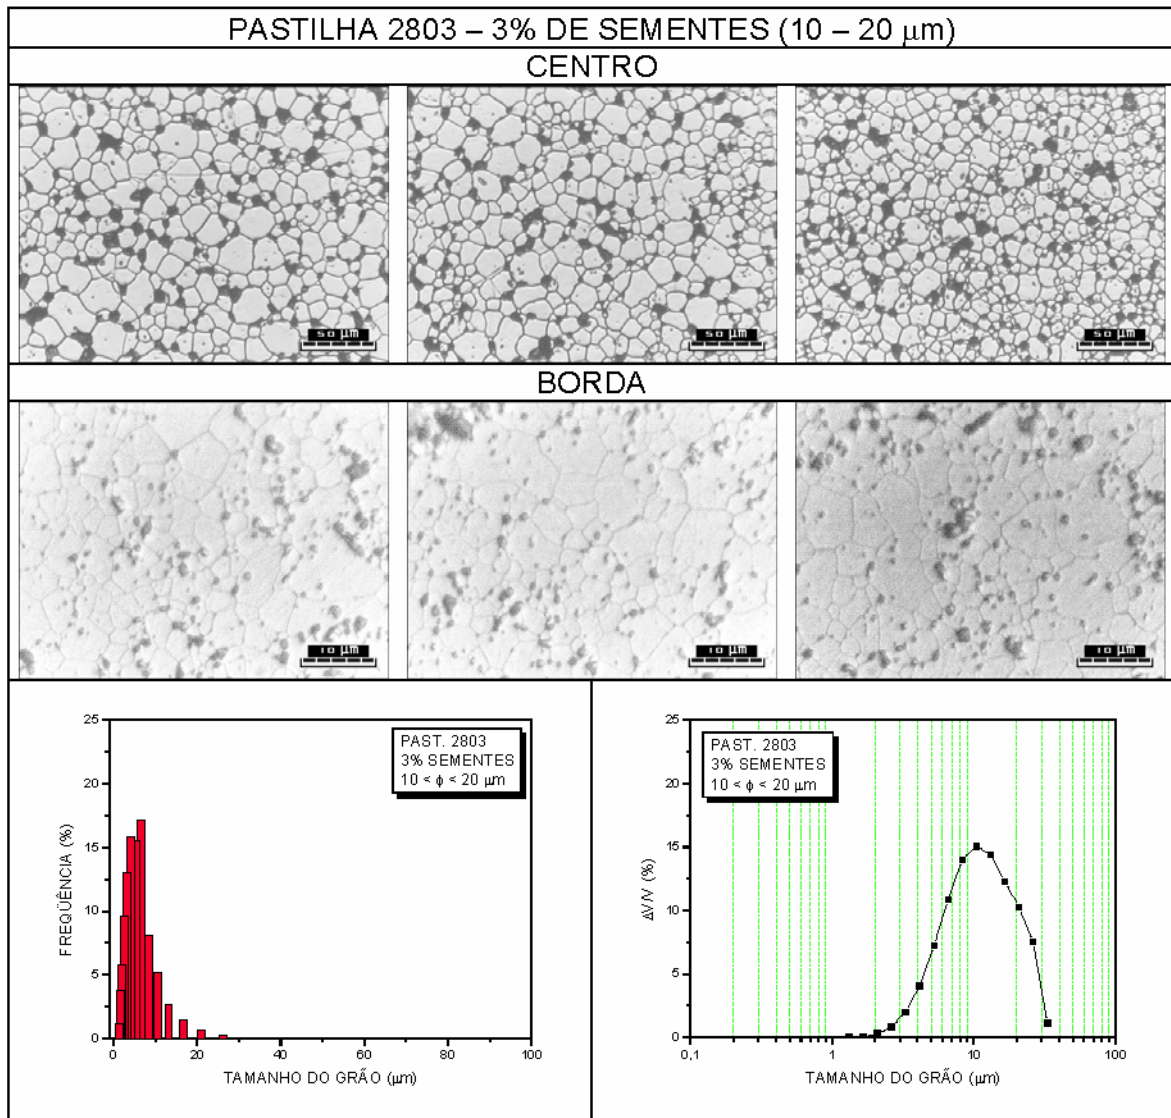 PASTILHA 2803 – 3% DE SEMENTES (10 – 20 μm)
CENTRO
50 μm
50 μm
50 μm
BORDA
10 μm
10 μm
10 μm
25
20
15
10
5
0
FREQÜÊNCIA (%)
PAST. 2803
3% SEMENTES
10 < ϕ < 20 μm
0
20
40
60
80
100
TAMANHO DO GRÃO (μm)
25
20
15
10
5
0
ΔV/V (%)
PAST. 2803
3% SEMENTES
10 < ϕ < 20 μm
0,1
1
10
100
TAMANHO DO GRÃO (μm)